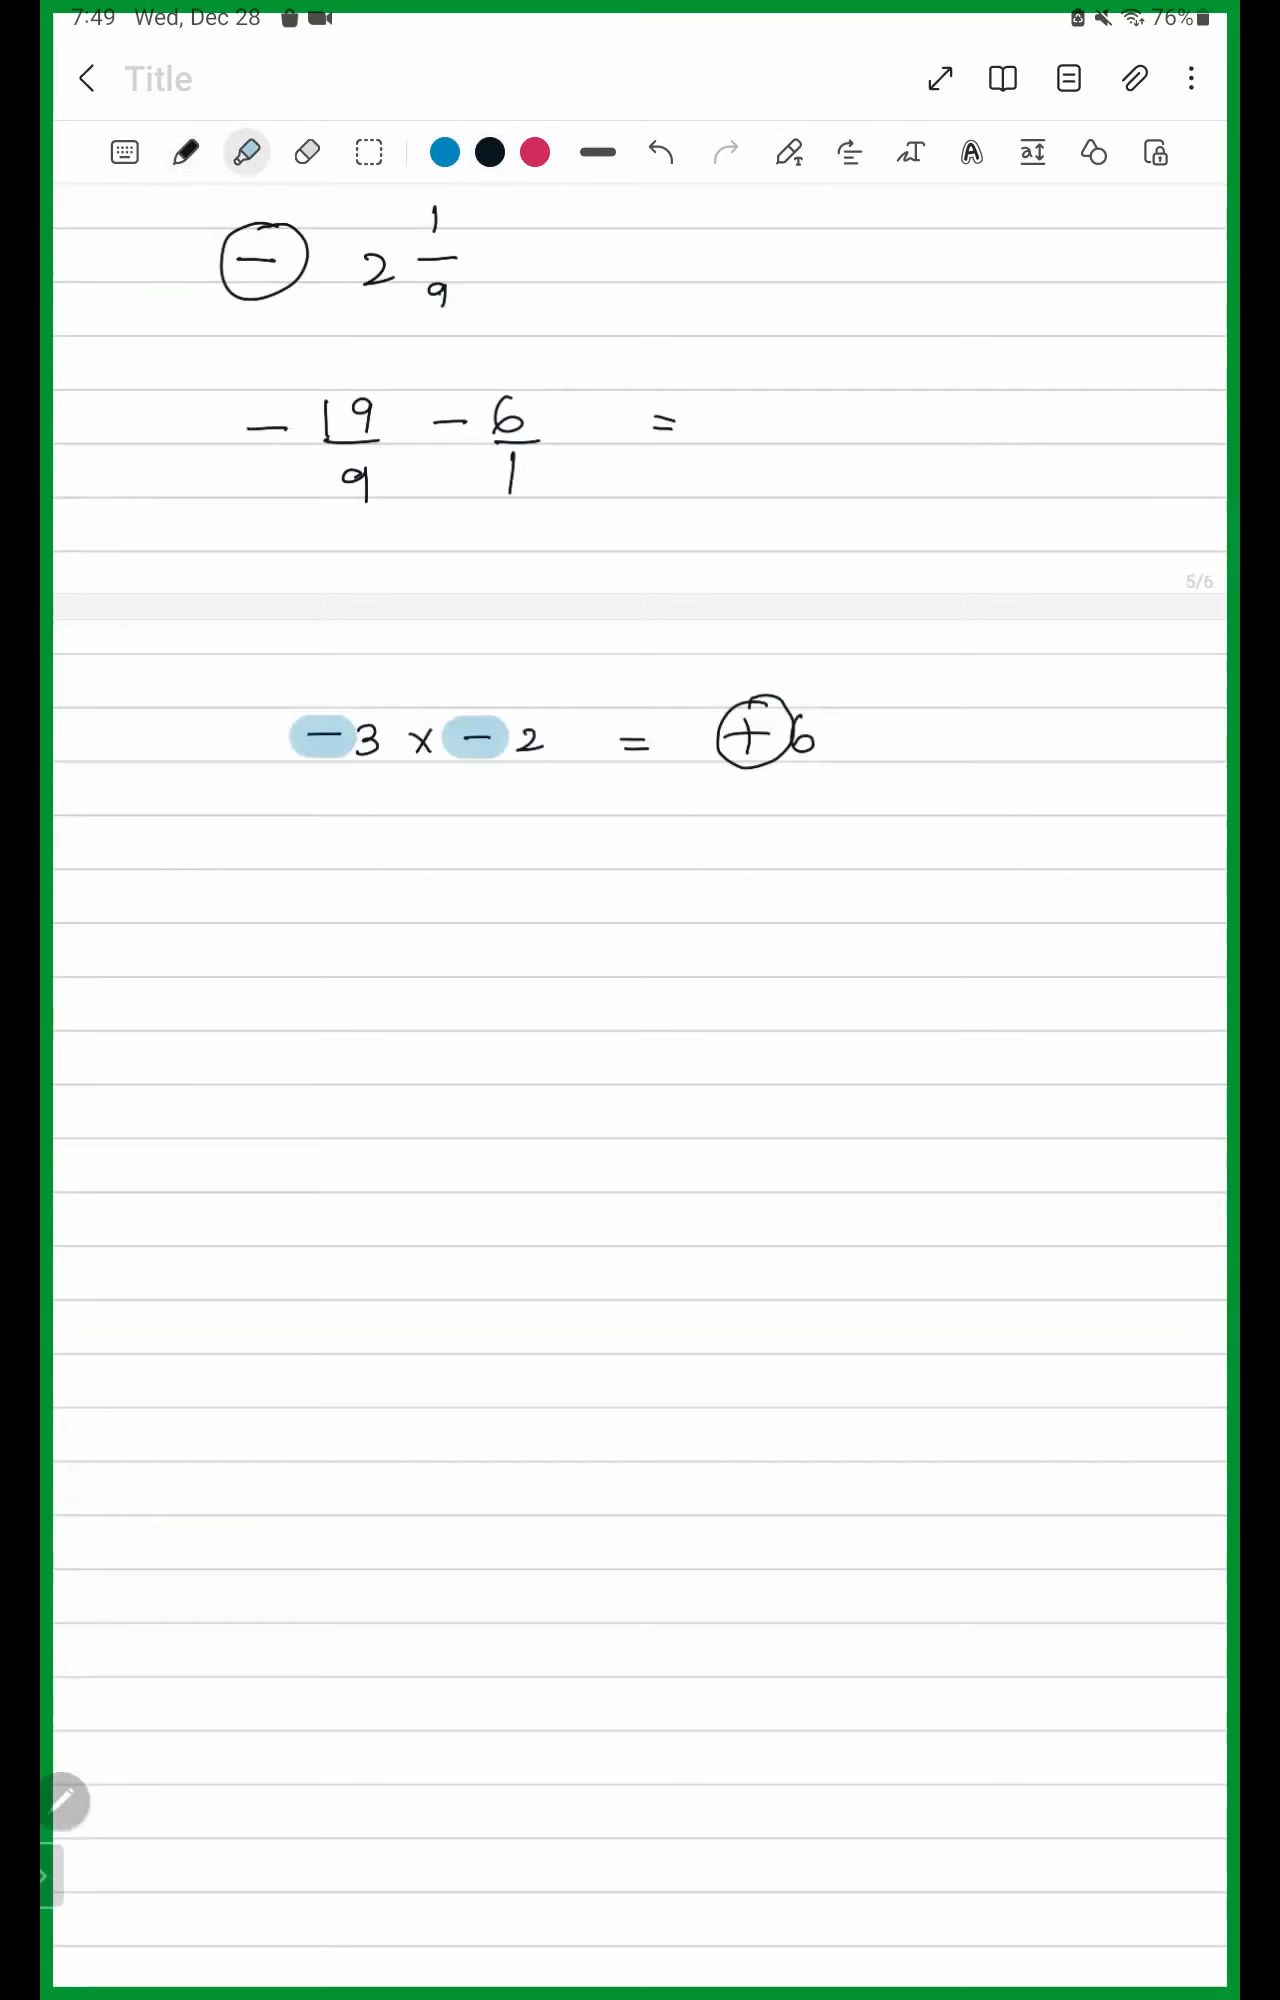 7:49 Wed, Dec 28 76%
Title
- 2 1/9
- 19/9 - 6/1 =
5/6
-3 x -2 = +6